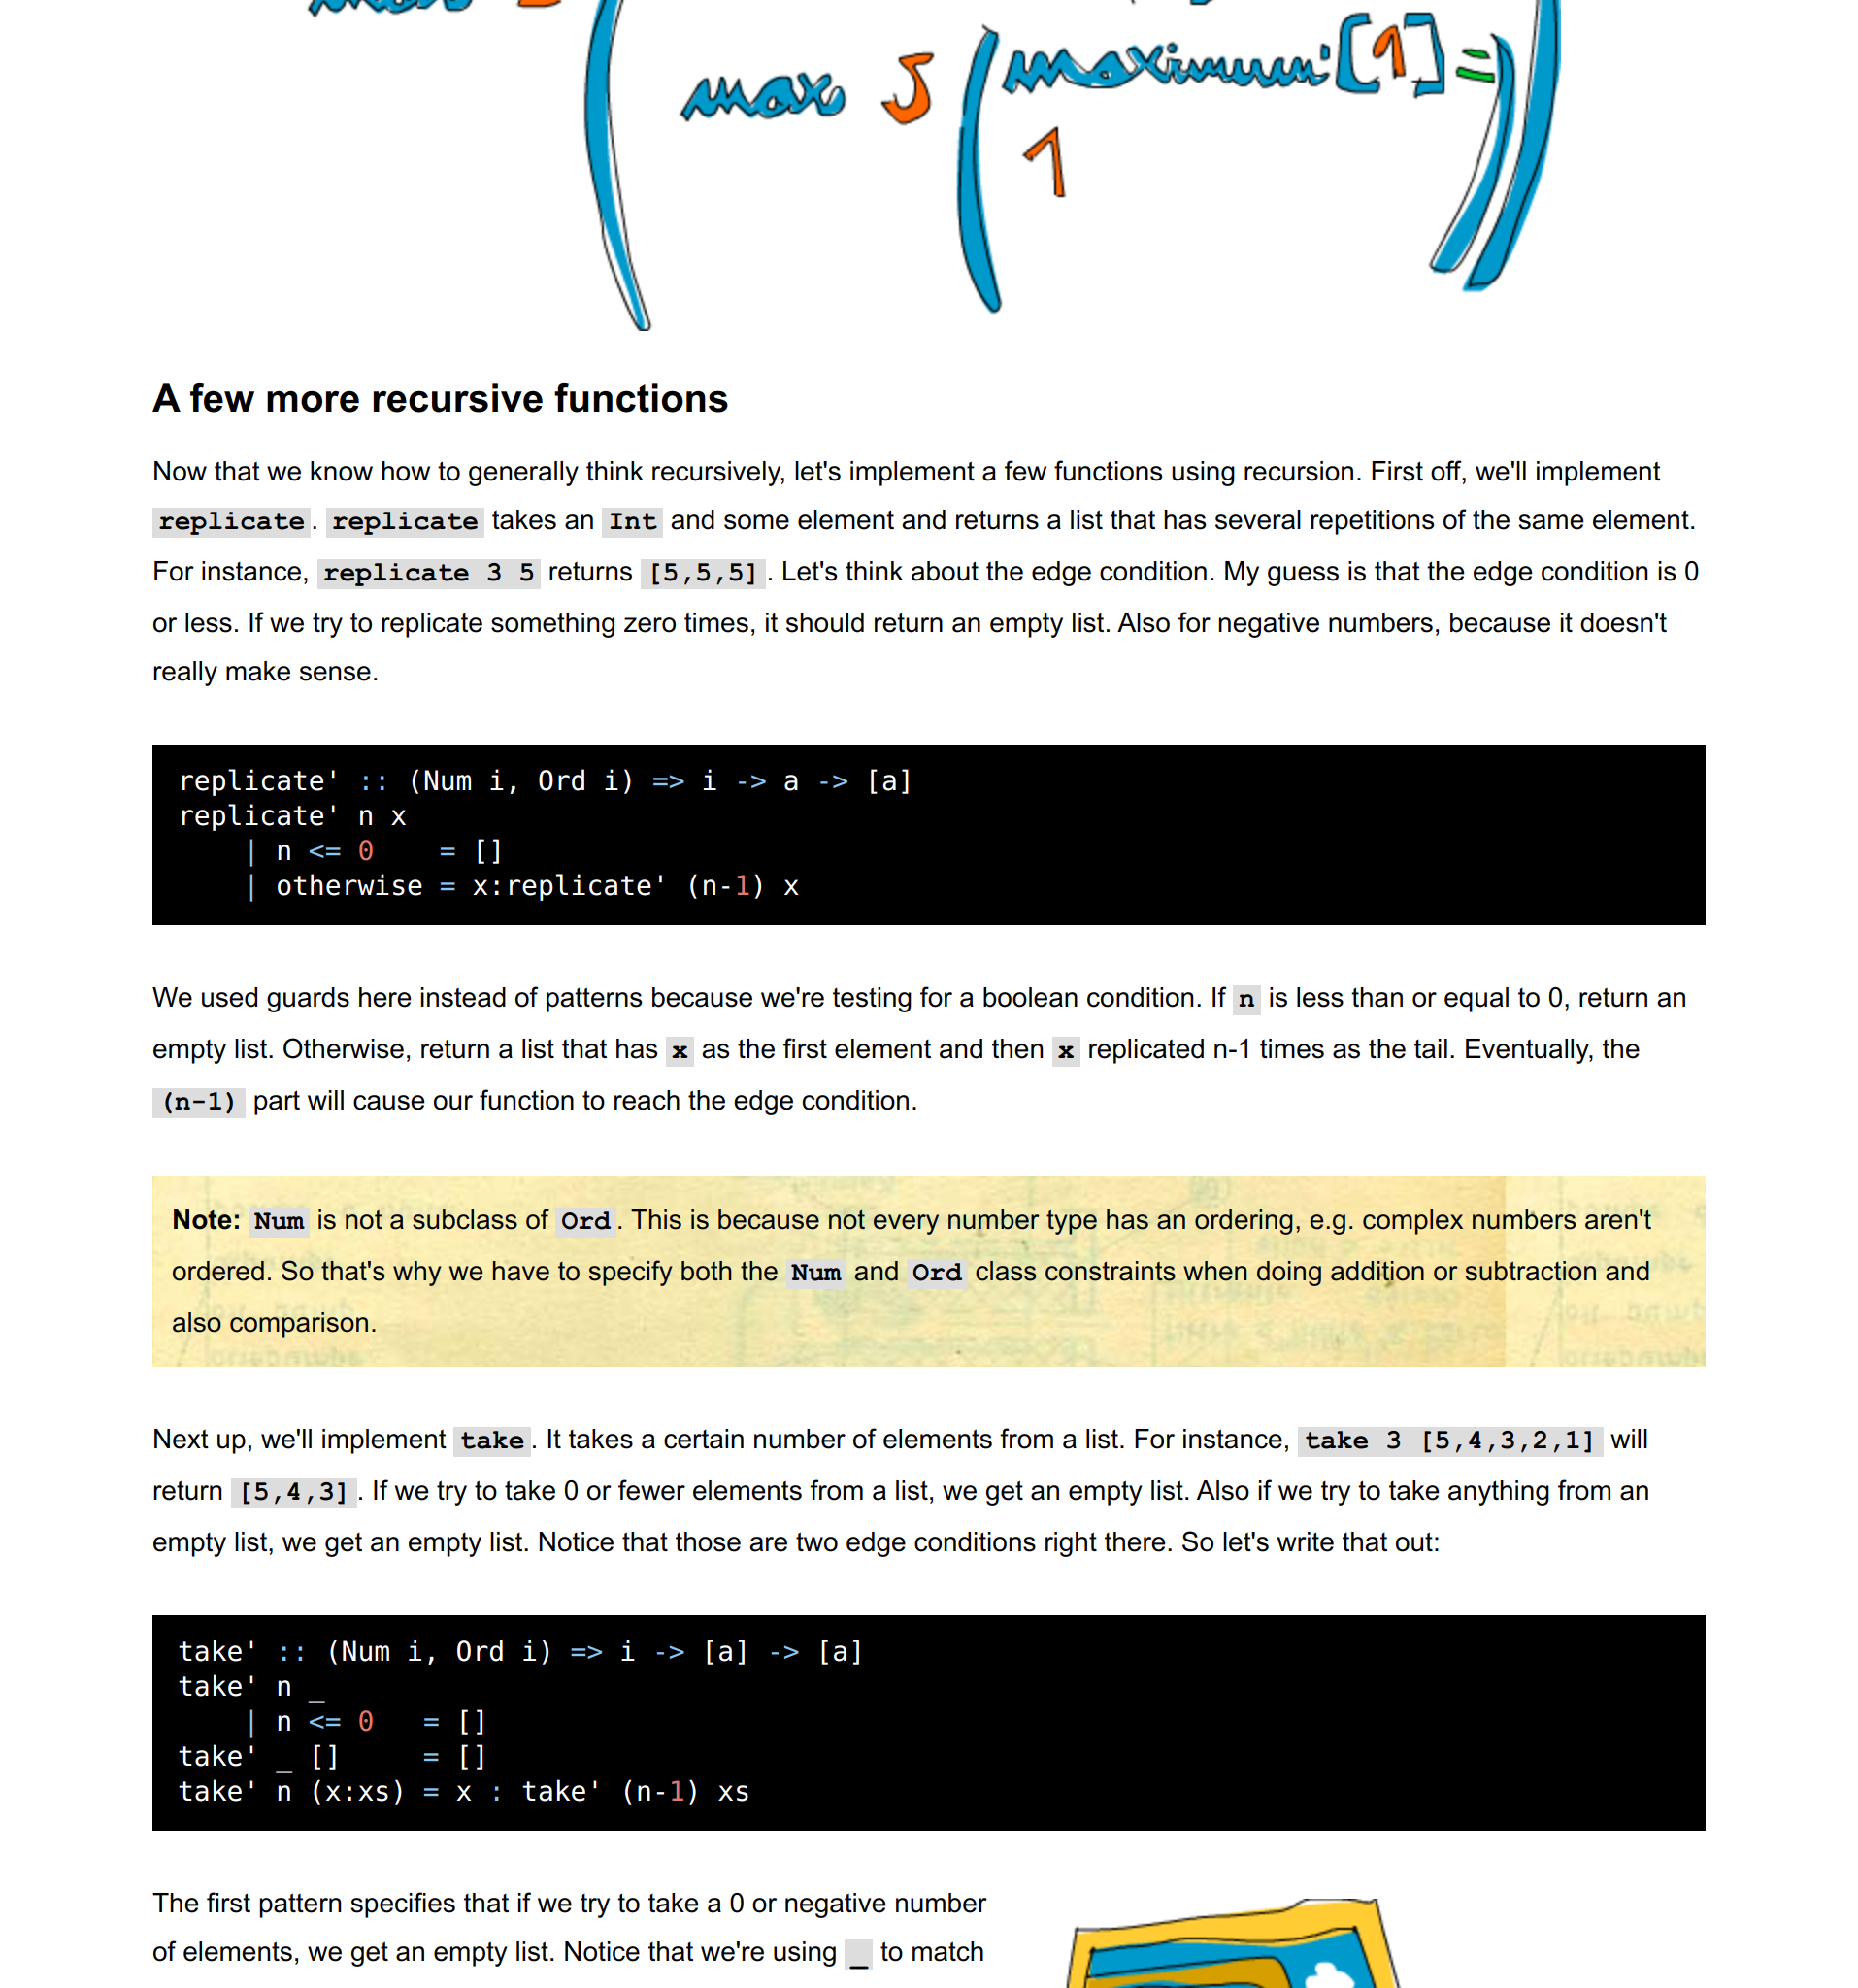 max 5 (maximum' [1] =
1
A few more recursive functions
Now that we know how to generally think recursively, let's implement a few functions using recursion. First off, we'll implement
replicate. replicate takes an Int and some element and returns a list that has several repetitions of the same element.
For instance, replicate 3 5 returns [5,5,5]. Let's think about the edge condition. My guess is that the edge condition is 0
or less. If we try to replicate something zero times, it should return an empty list. Also for negative numbers, because it doesn't
really make sense.
replicate' :: (Num i, Ord i) => i -> a -> [a]
replicate' n x
    | n <= 0    = []
    | otherwise = x:replicate' (n-1) x
We used guards here instead of patterns because we're testing for a boolean condition. If n is less than or equal to 0, return an
empty list. Otherwise, return a list that has x as the first element and then x replicated n-1 times as the tail. Eventually, the
(n-1) part will cause our function to reach the edge condition.
Note: Num is not a subclass of Ord. This is because not every number type has an ordering, e.g. complex numbers aren't
ordered. So that's why we have to specify both the Num and Ord class constraints when doing addition or subtraction and
also comparison.
Next up, we'll implement take. It takes a certain number of elements from a list. For instance, take 3 [5,4,3,2,1] will
return [5,4,3]. If we try to take 0 or fewer elements from a list, we get an empty list. Also if we try to take anything from an
empty list, we get an empty list. Notice that those are two edge conditions right there. So let's write that out:
take' :: (Num i, Ord i) => i -> [a] -> [a]
take' n _
    | n <= 0   = []
take' _ []     = []
take' n (x:xs) = x : take' (n-1) xs
The first pattern specifies that if we try to take a 0 or negative number
of elements, we get an empty list. Notice that we're using _ to match